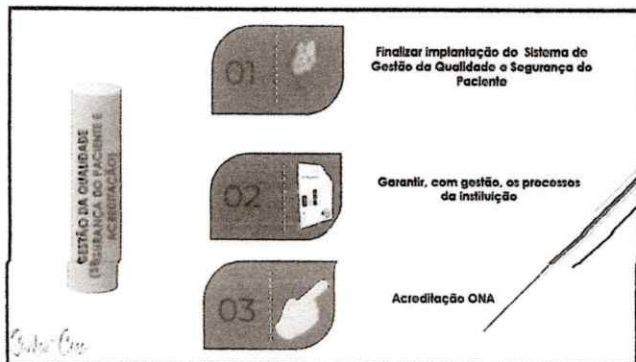 GESTÃO DA QUALIDADE
(SEGURANÇA DO PACIENTE E
ACREDITAÇÃO)
01
Finalizar implantação do Sistema de
Gestão da Qualidade e Segurança do
Paciente
02
Garantir, com gestão, os processos
da instituição
03
Acreditação ONA